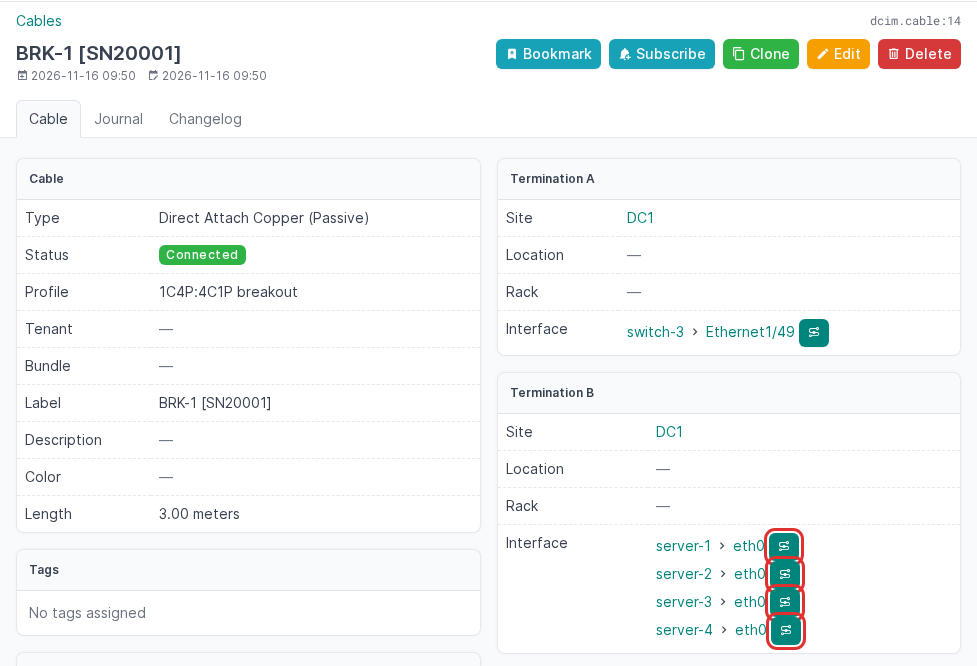 Cables
dcim.cable:14
BRK-1 [SN20001]
Bookmark
Subscribe
Clone
Edit
Delete
2026-11-16 09:50
2026-11-16 09:50
Cable
Journal
Changelog
Cable
Type
Direct Attach Copper (Passive)
Status
Connected
Profile
1C4P:4C1P breakout
Tenant
—
Bundle
—
Label
BRK-1 [SN20001]
Description
—
Color
—
Length
3.00 meters
Tags
No tags assigned
Termination A
Site
DC1
Location
—
Rack
—
Interface
switch-3 › Ethernet1/49
Termination B
Site
DC1
Location
—
Rack
—
Interface
server-1 › eth0
server-2 › eth0
server-3 › eth0
server-4 › eth0